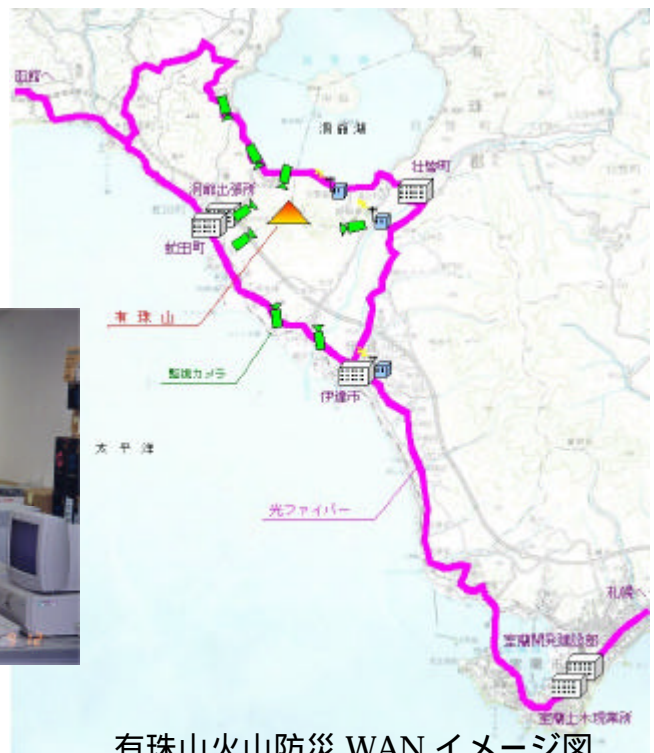 函館へ
洞爺湖
壮瞥町
洞爺出張所
虻田町
有珠山
監視カメラ
伊達市
太平洋
光ファイバー
札幌へ
室蘭開発建設部
室蘭土木現業所
有珠山火山防災 WAN イメージ図